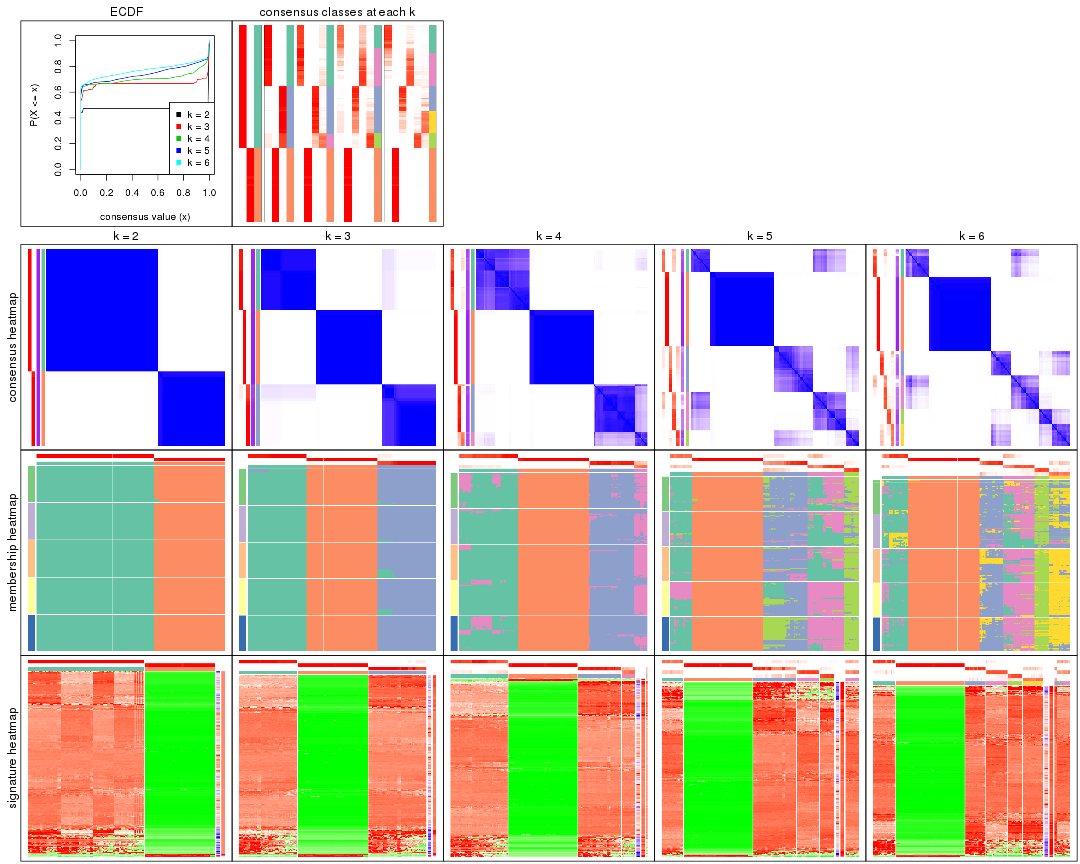 ECDF
consensus classes at each k
P(X <= x)
0.0 0.2 0.4 0.6 0.8 1.0
k = 2
k = 3
k = 4
k = 5
k = 6
0.0 0.2 0.4 0.6 0.8 1.0
consensus value (x)
k = 2
k = 3
k = 4
k = 5
k = 6
consensus heatmap
membership heatmap
signature heatmap